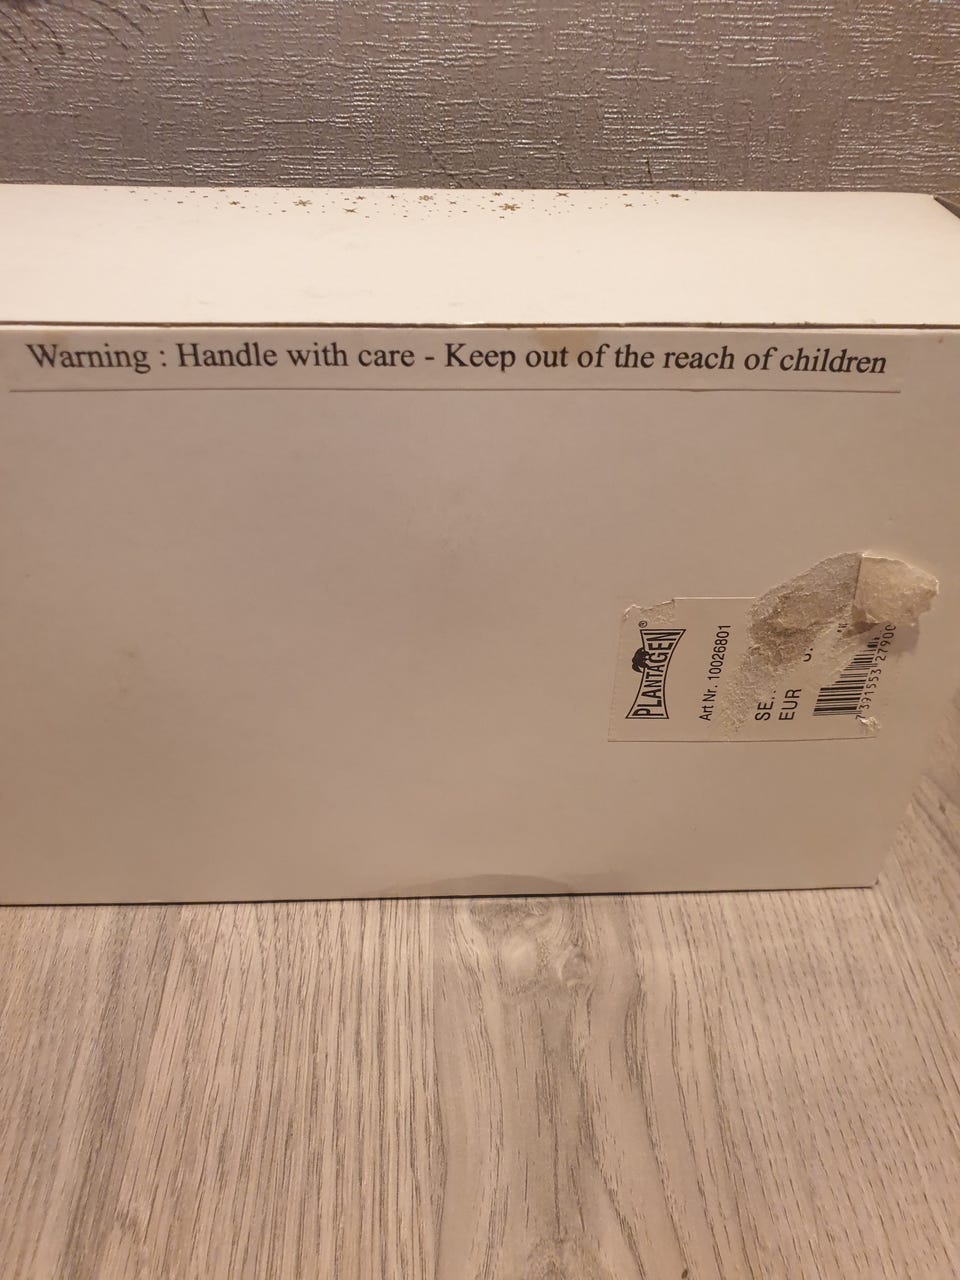 Warning : Handle with care - Keep out of the reach of children
PLANTAGEN®
Art Nr. 10026801
EUR